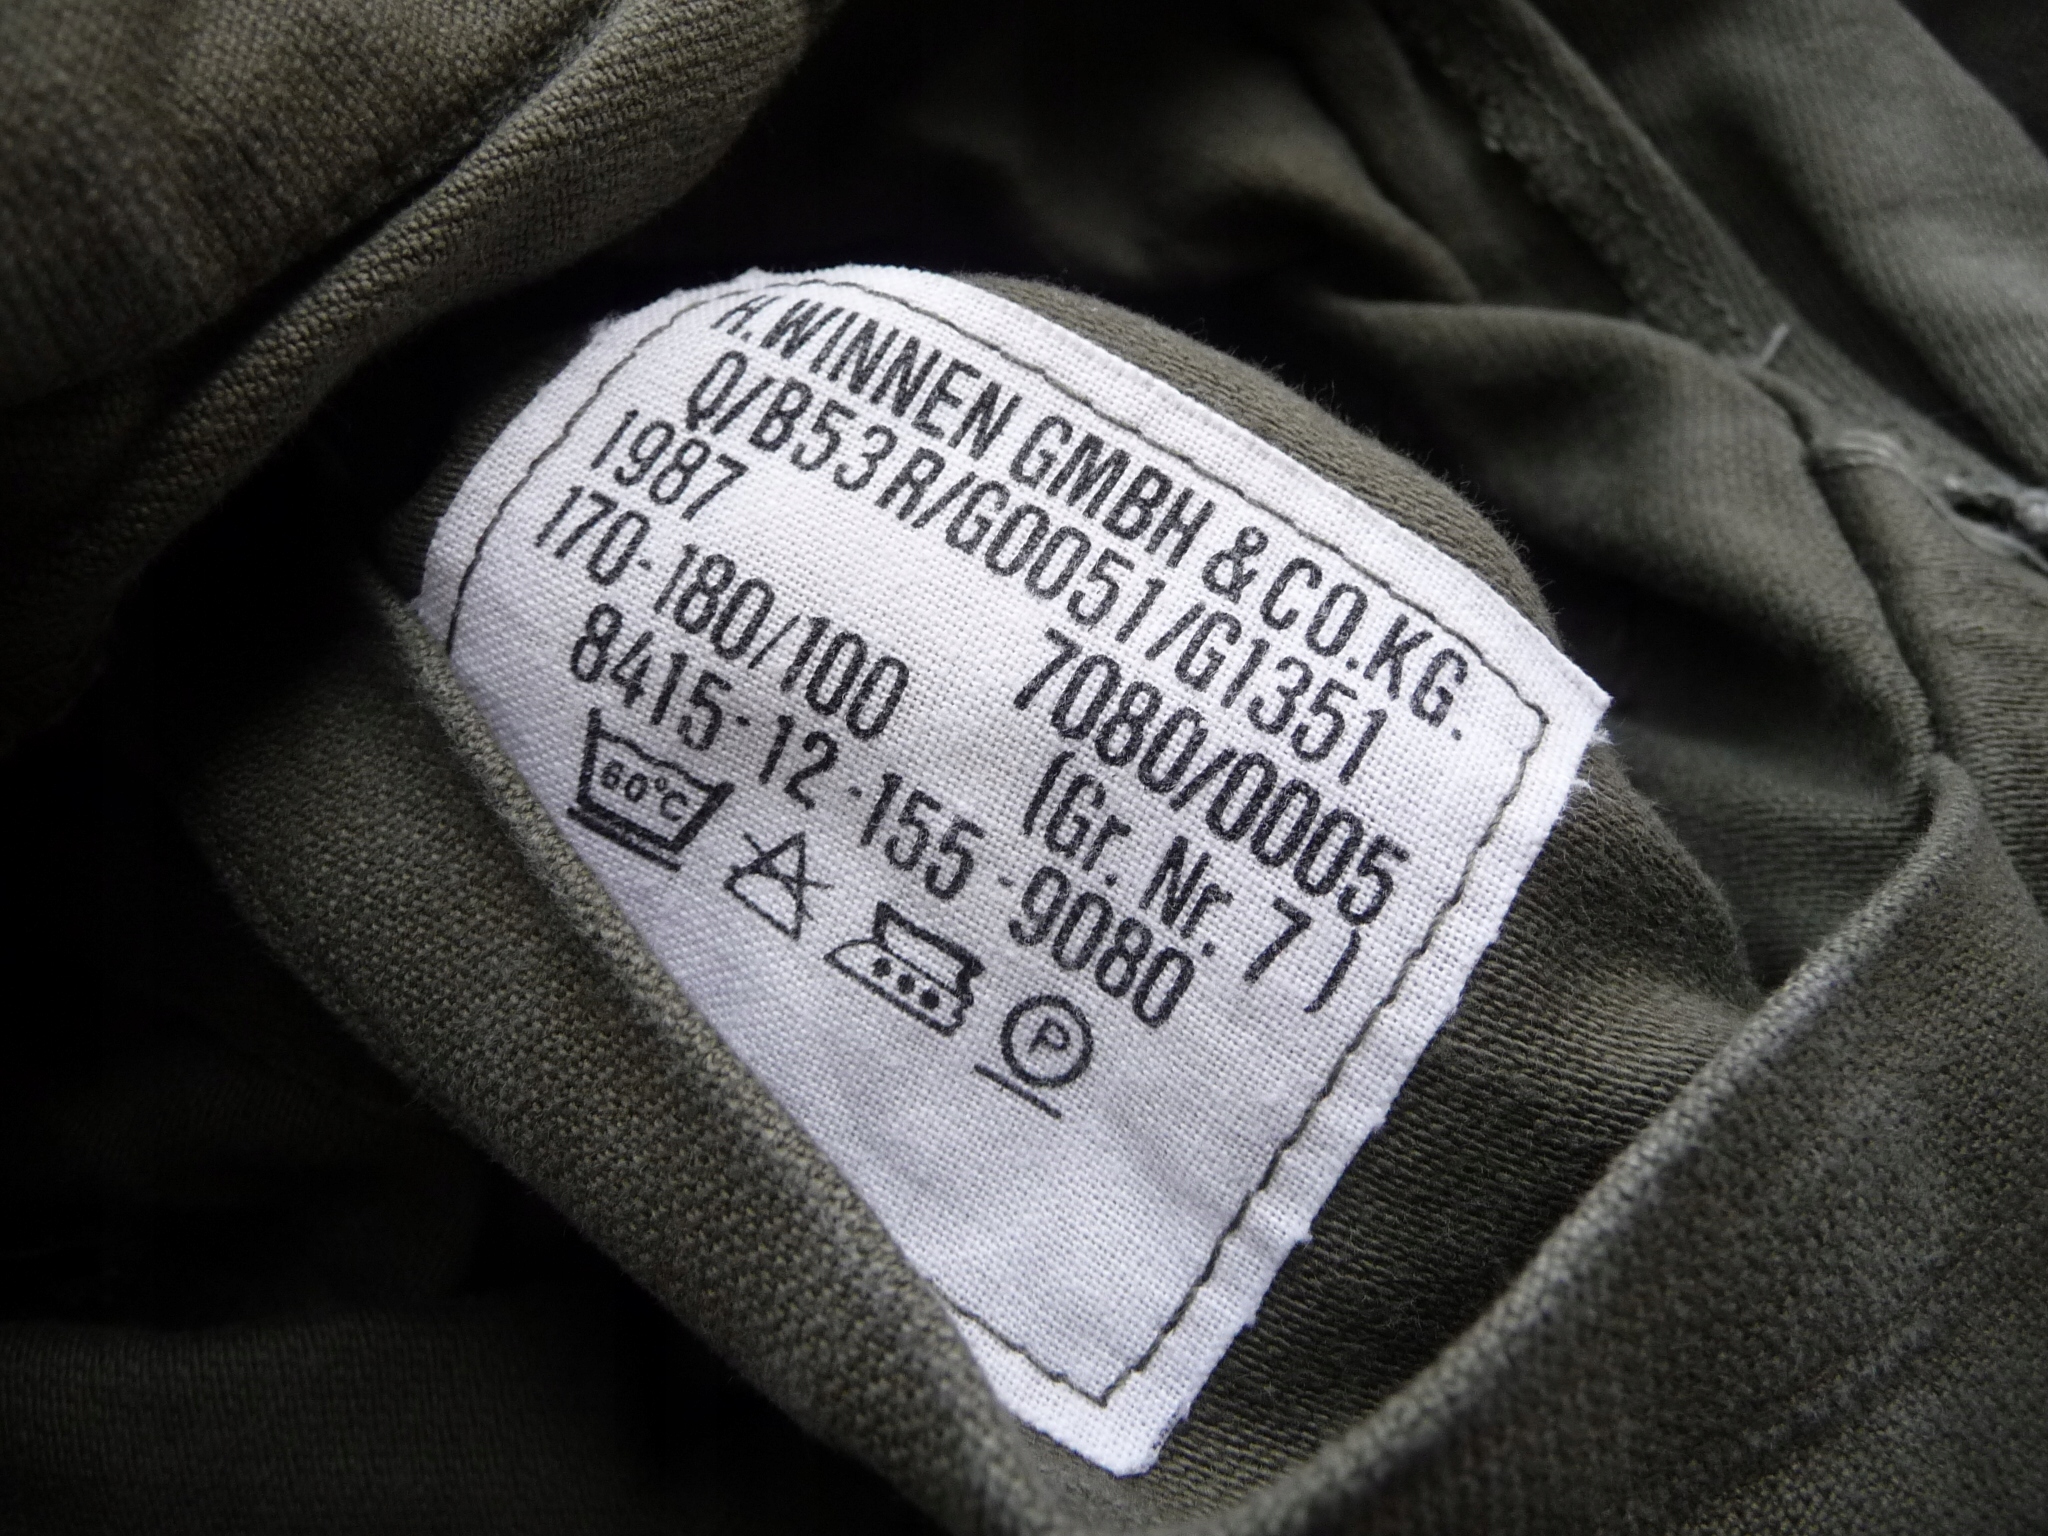 H.WINNEN GMBH & CO.KG.
Q/B53R/G0051/G1351
1987 7080/0005
170-180/100 (Gr. Nr. 7)
8415-12-155-9080
60°C
A
P